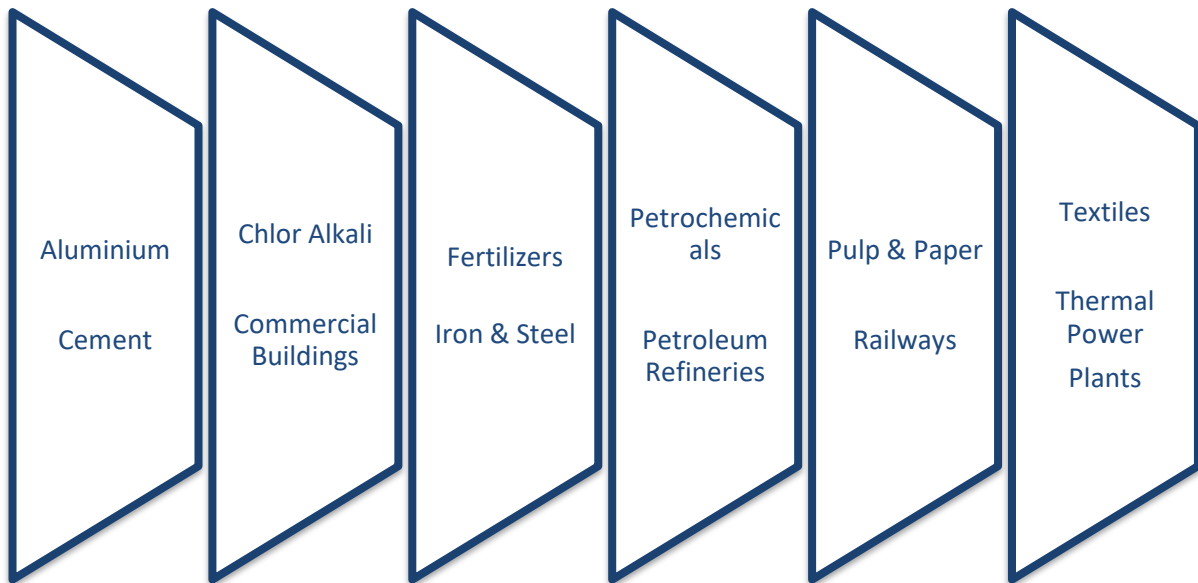 Aluminium
Cement
Chlor Alkali
Commercial
Buildings
Fertilizers
Iron & Steel
Petrochemic
als
Petroleum
Refineries
Pulp & Paper
Railways
Textiles
Thermal
Power
Plants